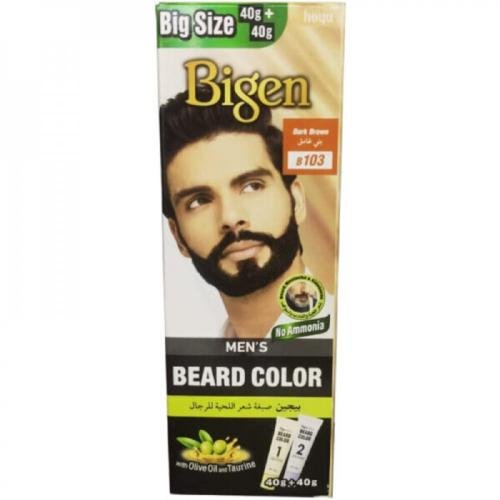 Big Size 40g + 40g
hoyu
Bigen
Dark Brown
بني غامق
B103
No Ammonia
MEN'S
BEARD COLOR
بيجين صبغة شعر اللحية للرجال
with Olive Oil and Taurine
BEARD COLOR 1
BEARD COLOR 2
40g + 40g